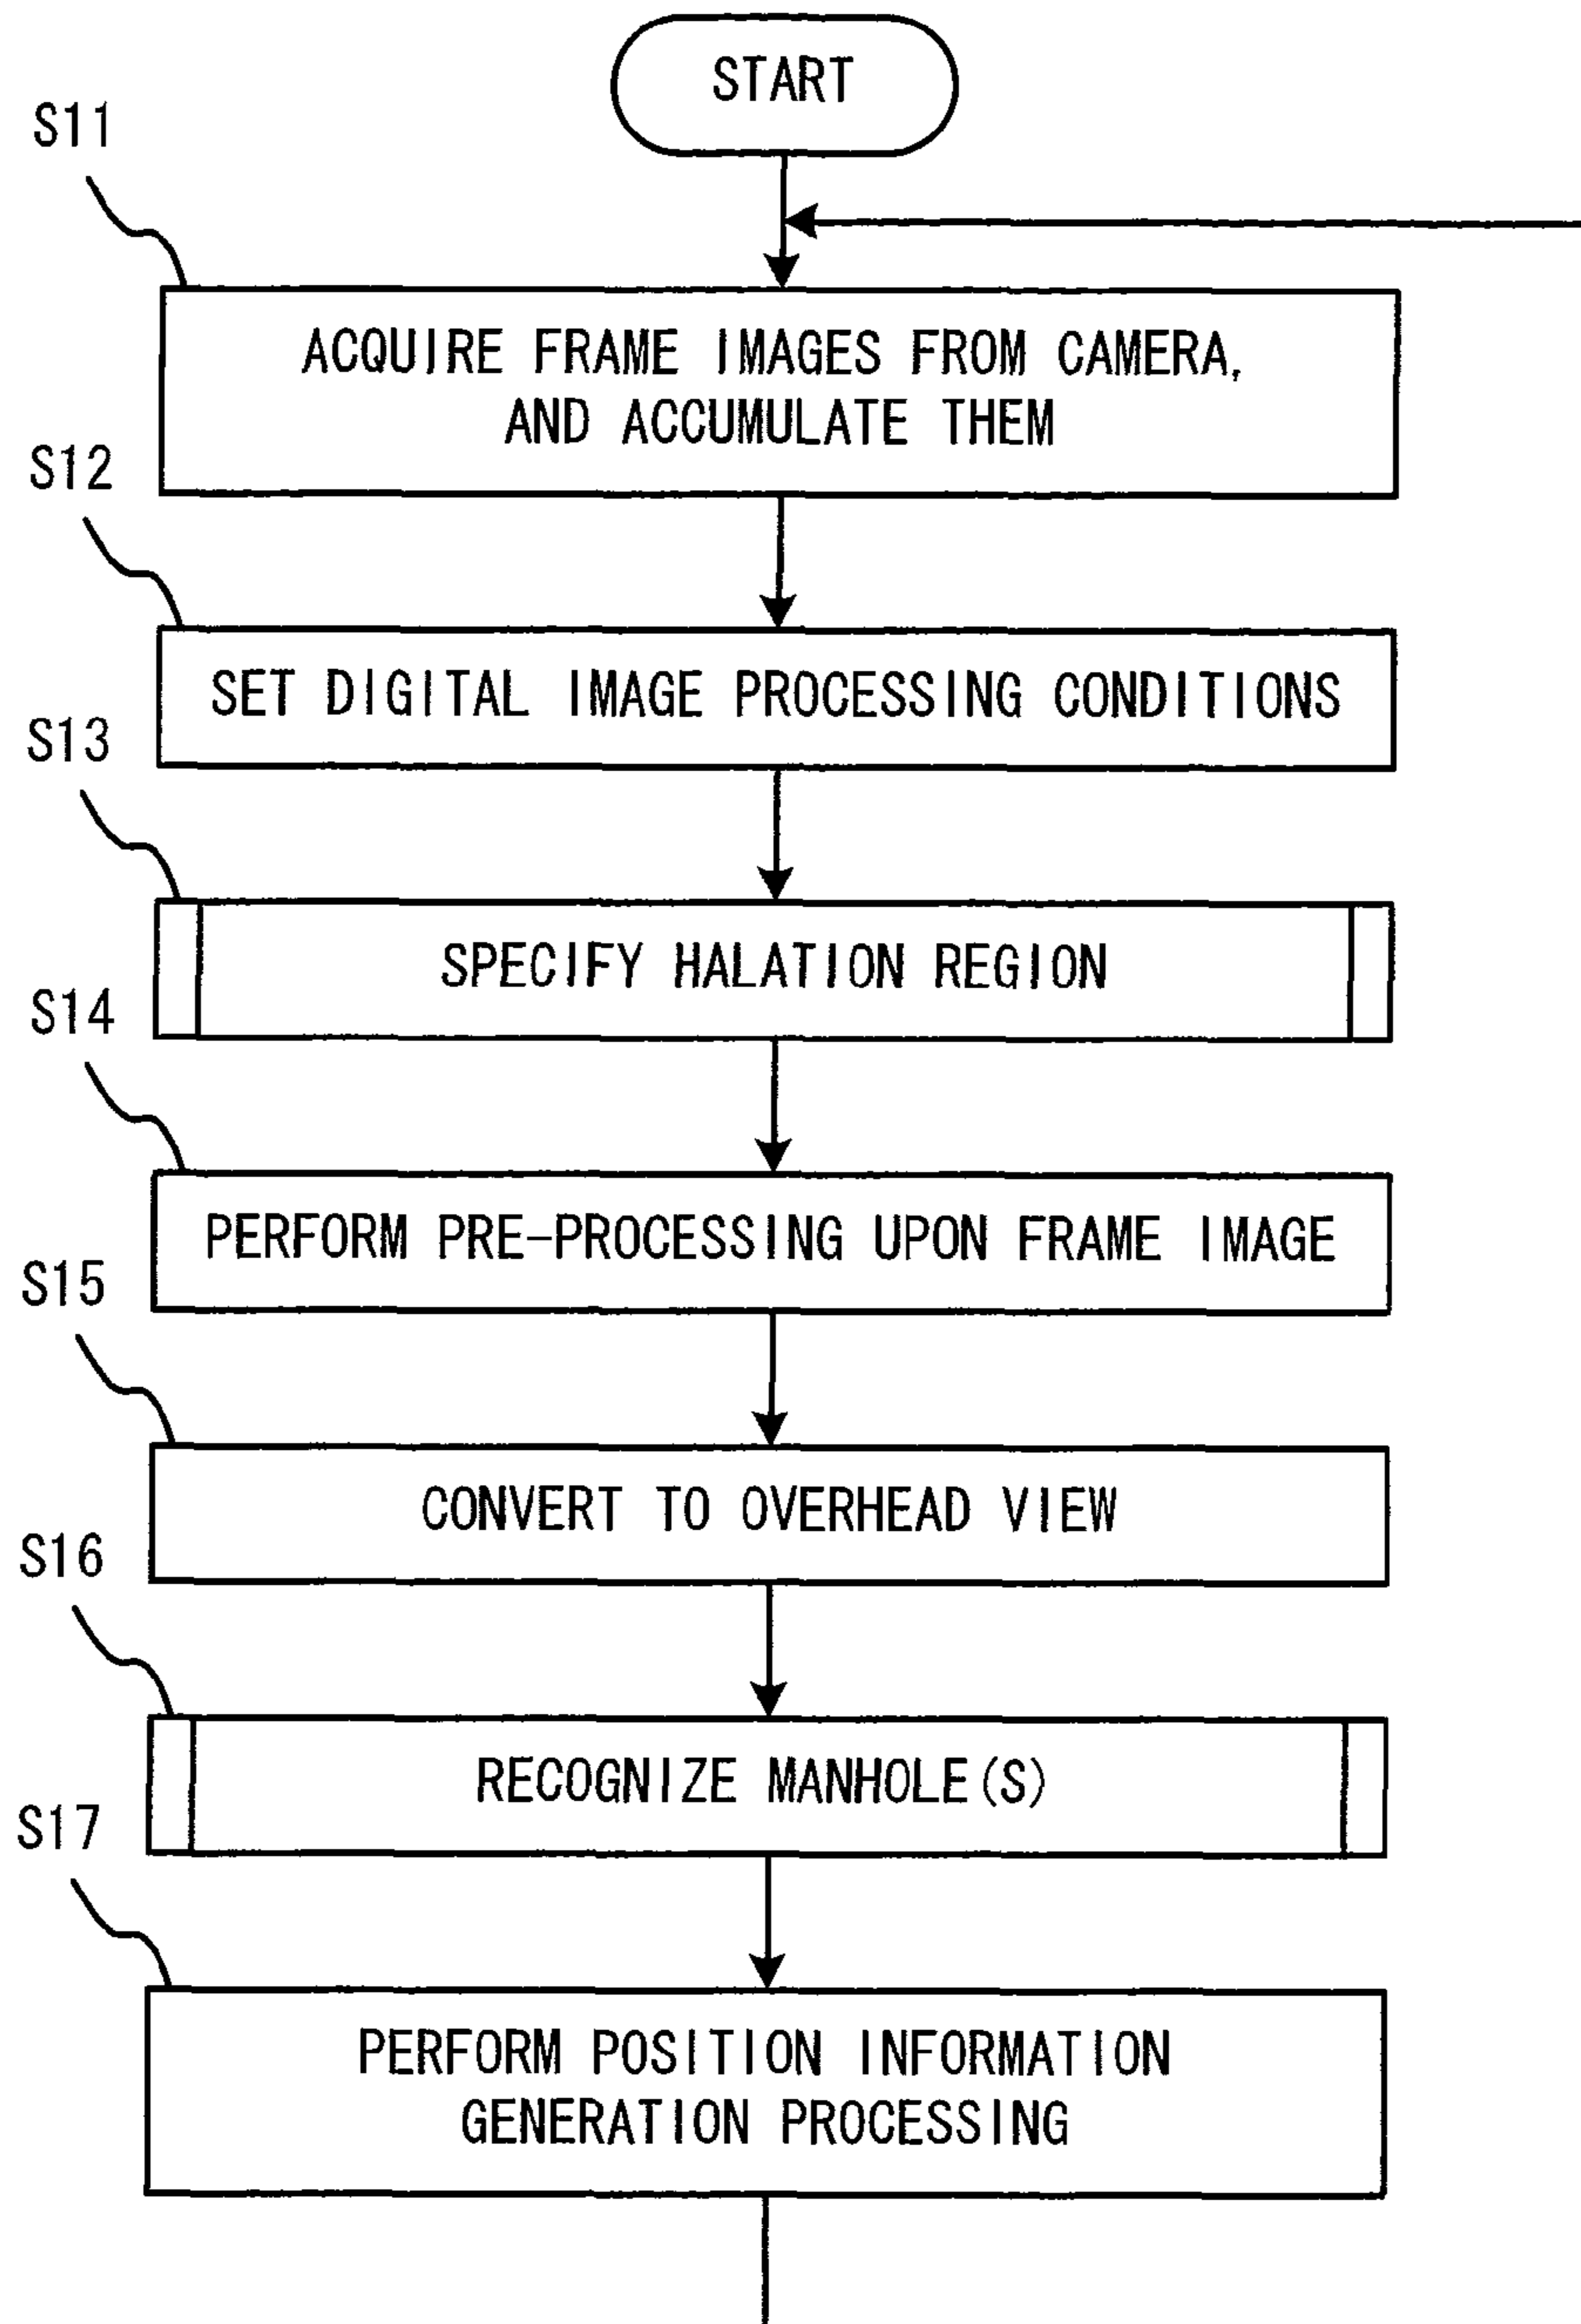 START
S11
ACQUIRE FRAME IMAGES FROM CAMERA,
AND ACCUMULATE THEM
S12
SET DIGITAL IMAGE PROCESSING CONDITIONS
S13
SPECIFY HALATION REGION
S14
PERFORM PRE-PROCESSING UPON FRAME IMAGE
S15
CONVERT TO OVERHEAD VIEW
S16
RECOGNIZE MANHOLE(S)
S17
PERFORM POSITION INFORMATION
GENERATION PROCESSING